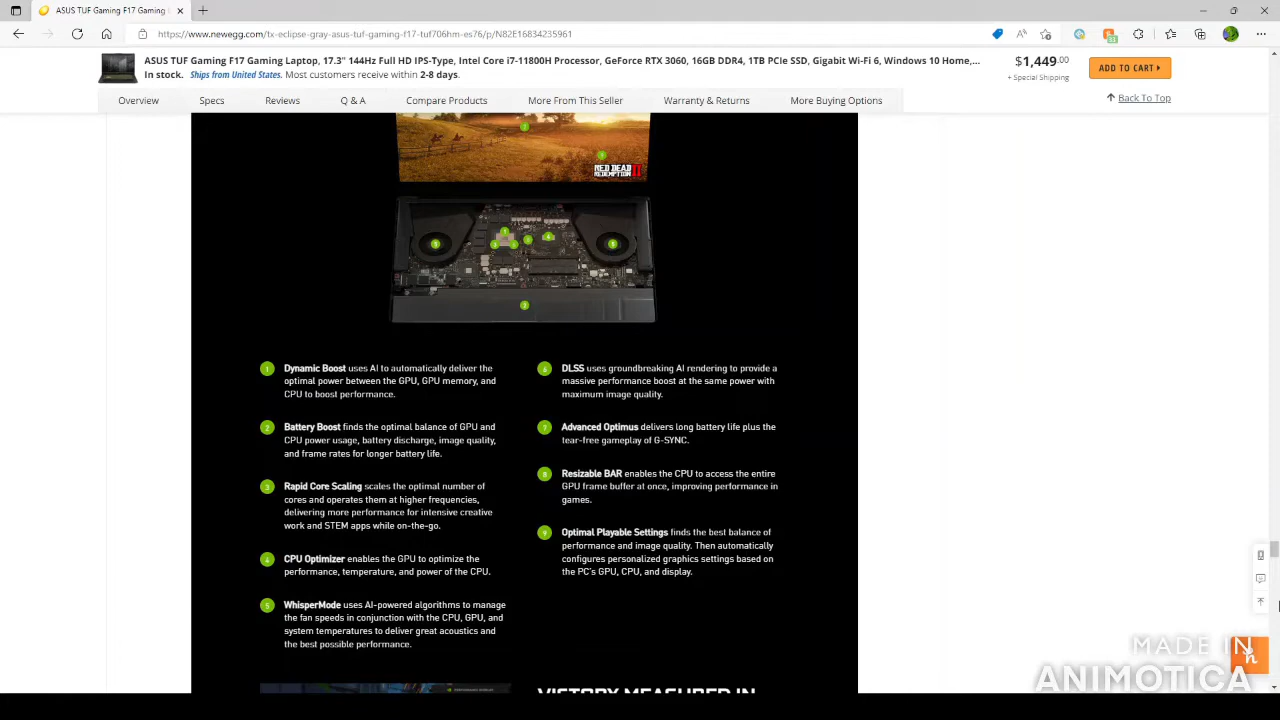 ASUS TUF Gaming F17 Gaming L
https://www.newegg.com/tx-eclipse-gray-asus-tuf-gaming-f17-tuf706hm-es76/p/N82E16834235961
33
ASUS TUF Gaming F17 Gaming Laptop, 17.3" 144Hz Full HD IPS-Type, Intel Core i7-11800H Processor, GeForce RTX 3060, 16GB DDR4, 1TB PCIe SSD, Gigabit Wi-Fi 6, Windows 10 Home,...
In stock. Ships from United States. Most customers receive within 2-8 days.
$1,449.00
+ Special Shipping
ADD TO CART
Overview Specs Reviews Q & A Compare Products More From This Seller Warranty & Returns More Buying Options
Back To Top
RED DEAD
REDEMPTION II
1 Dynamic Boost uses AI to automatically deliver the
optimal power between the GPU, GPU memory, and
CPU to boost performance.
2 Battery Boost finds the optimal balance of GPU and
CPU power usage, battery discharge, image quality,
and frame rates for longer battery life.
3 Rapid Core Scaling scales the optimal number of
cores and operates them at higher frequencies,
delivering more performance for intensive creative
work and STEM apps while on-the-go.
4 CPU Optimizer enables the GPU to optimize the
performance, temperature, and power of the CPU.
5 WhisperMode uses AI-powered algorithms to manage
the fan speeds in conjunction with the CPU, GPU, and
system temperatures to deliver great acoustics and
the best possible performance.
6 DLSS uses groundbreaking AI rendering to provide a
massive performance boost at the same power with
maximum image quality.
7 Advanced Optimus delivers long battery life plus the
tear-free gameplay of G-SYNC.
8 Resizable BAR enables the CPU to access the entire
GPU frame buffer at once, improving performance in
games.
9 Optimal Playable Settings finds the best balance of
performance and image quality. Then automatically
configures personalized graphics settings based on
the PC's GPU, CPU, and display.
VICTORY MEASURED IN
MADE IN
ANIMOTICA